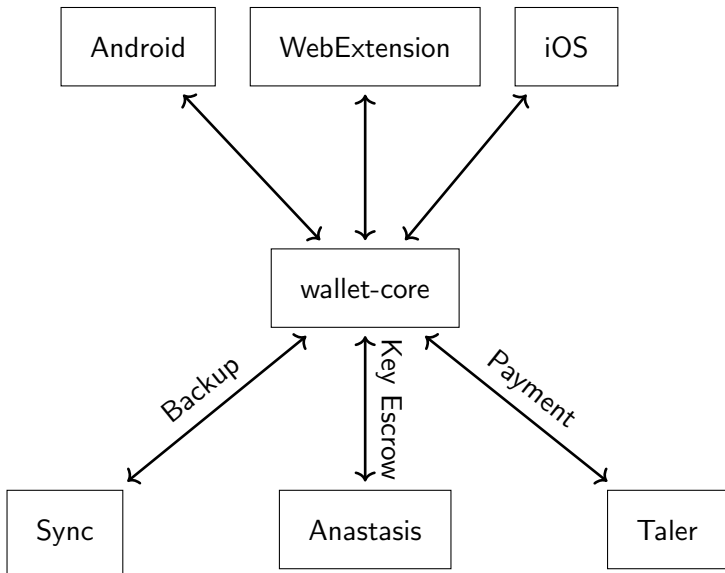 Android
WebExtension
iOS
wallet-core
Backup
Key Escrow
Payment
Sync
Anastasis
Taler